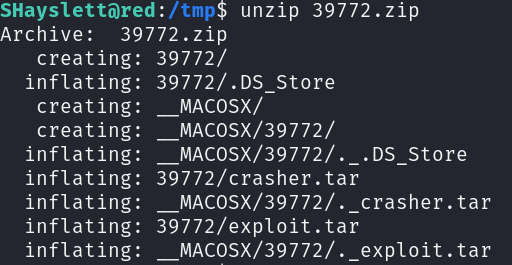 SHayslett@red:/tmp$ unzip 39772.zip
Archive:  39772.zip
   creating: 39772/
  inflating: 39772/.DS_Store
   creating: __MACOSX/
   creating: __MACOSX/39772/
  inflating: __MACOSX/39772/._.DS_Store
  inflating: 39772/crasher.tar
  inflating: __MACOSX/39772/._crasher.tar
  inflating: 39772/exploit.tar
  inflating: __MACOSX/39772/._exploit.tar